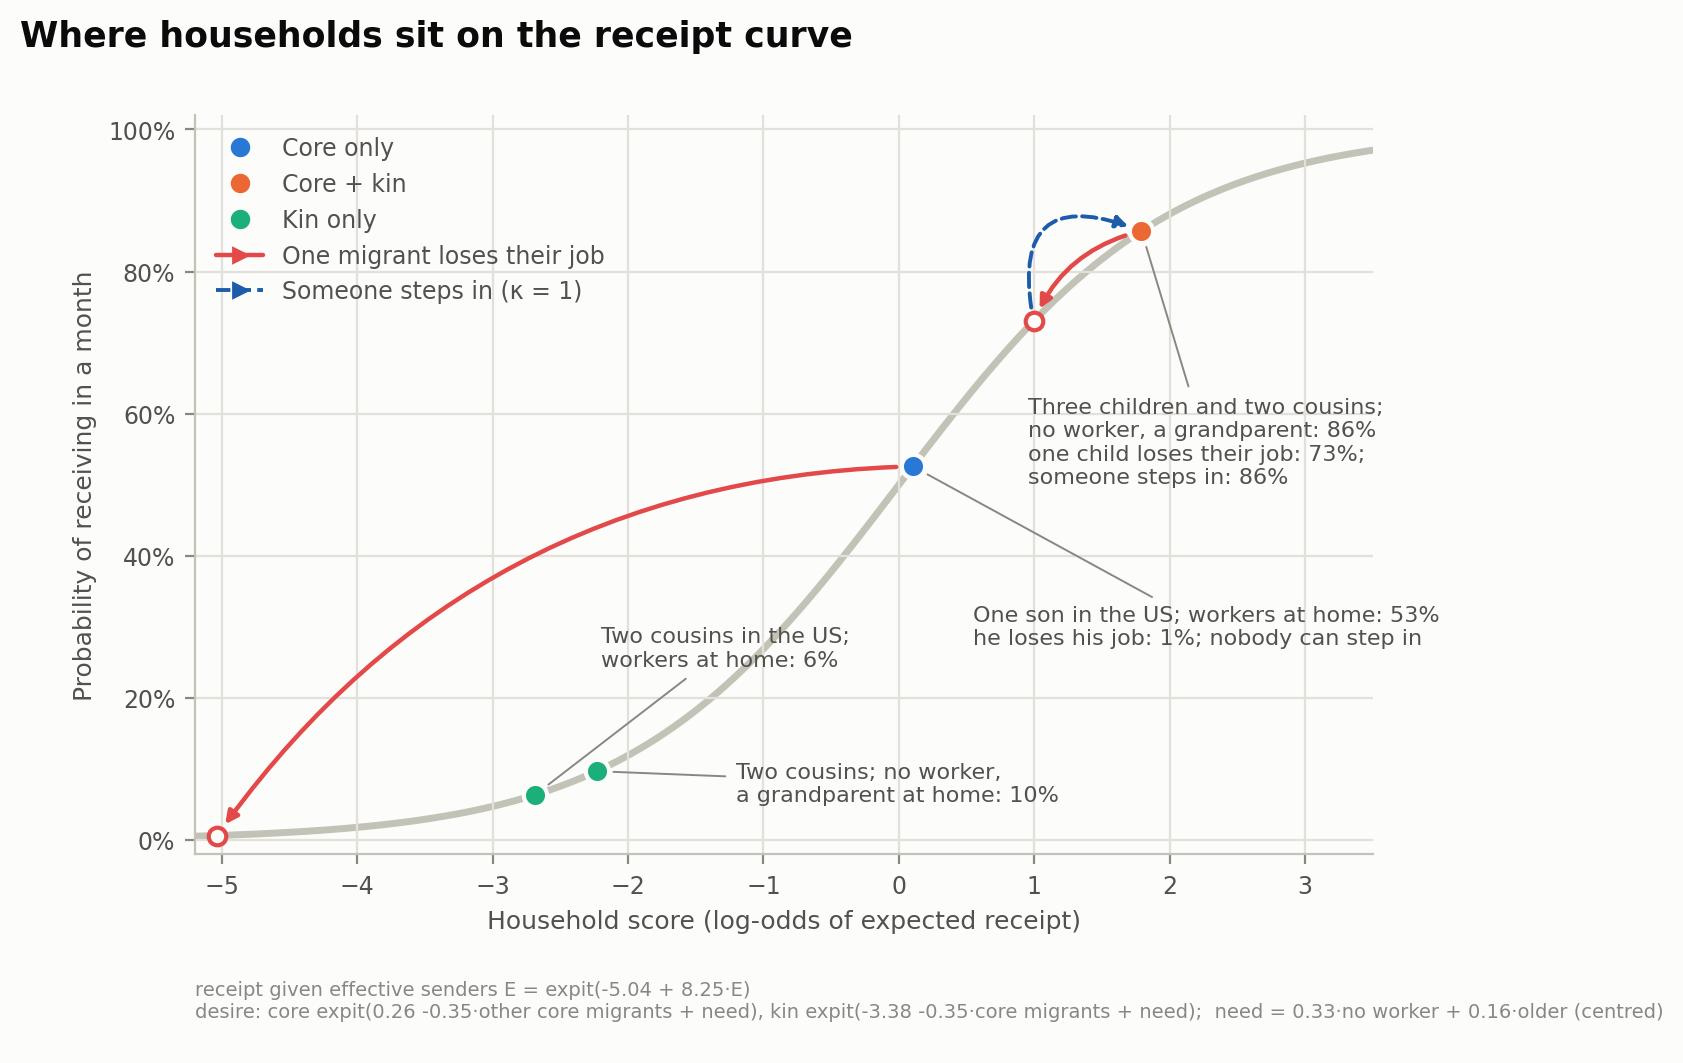 Where households sit on the receipt curve
Core only
Core + kin
Kin only
One migrant loses their job
Someone steps in (κ = 1)
Probability of receiving in a month
100%
80%
60%
40%
20%
0%
Three children and two cousins;
no worker, a grandparent: 86%
one child loses their job: 73%;
someone steps in: 86%
One son in the US; workers at home: 53%
he loses his job: 1%; nobody can step in
Two cousins in the US;
workers at home: 6%
Two cousins; no worker,
a grandparent at home: 10%
−5 −4 −3 −2 −1 0 1 2 3
Household score (log-odds of expected receipt)
receipt given effective senders E = expit(-5.04 + 8.25·E)
desire: core expit(0.26 -0.35·other core migrants + need), kin expit(-3.38 -0.35·core migrants + need);  need = 0.33·no worker + 0.16·older (centred)